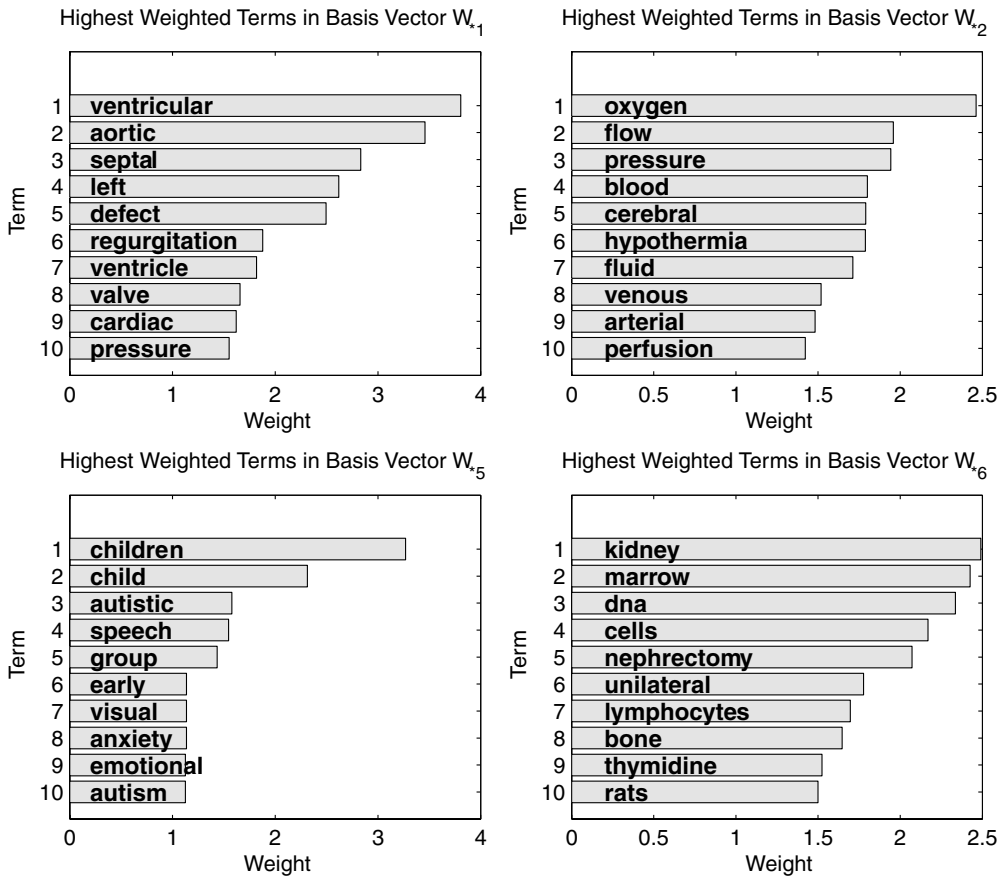 Highest Weighted Terms in Basis Vector W*1
Term
1 ventricular
2 aortic
3 septal
4 left
5 defect
6 regurgitation
7 ventricle
8 valve
9 cardiac
10 pressure
0 1 2 3 4
Weight
Highest Weighted Terms in Basis Vector W*2
Term
1 oxygen
2 flow
3 pressure
4 blood
5 cerebral
6 hypothermia
7 fluid
8 venous
9 arterial
10 perfusion
0 0.5 1 1.5 2 2.5
Weight
Highest Weighted Terms in Basis Vector W*5
Term
1 children
2 child
3 autistic
4 speech
5 group
6 early
7 visual
8 anxiety
9 emotional
10 autism
0 1 2 3 4
Weight
Highest Weighted Terms in Basis Vector W*6
Term
1 kidney
2 marrow
3 dna
4 cells
5 nephrectomy
6 unilateral
7 lymphocytes
8 bone
9 thymidine
10 rats
0 0.5 1 1.5 2 2.5
Weight